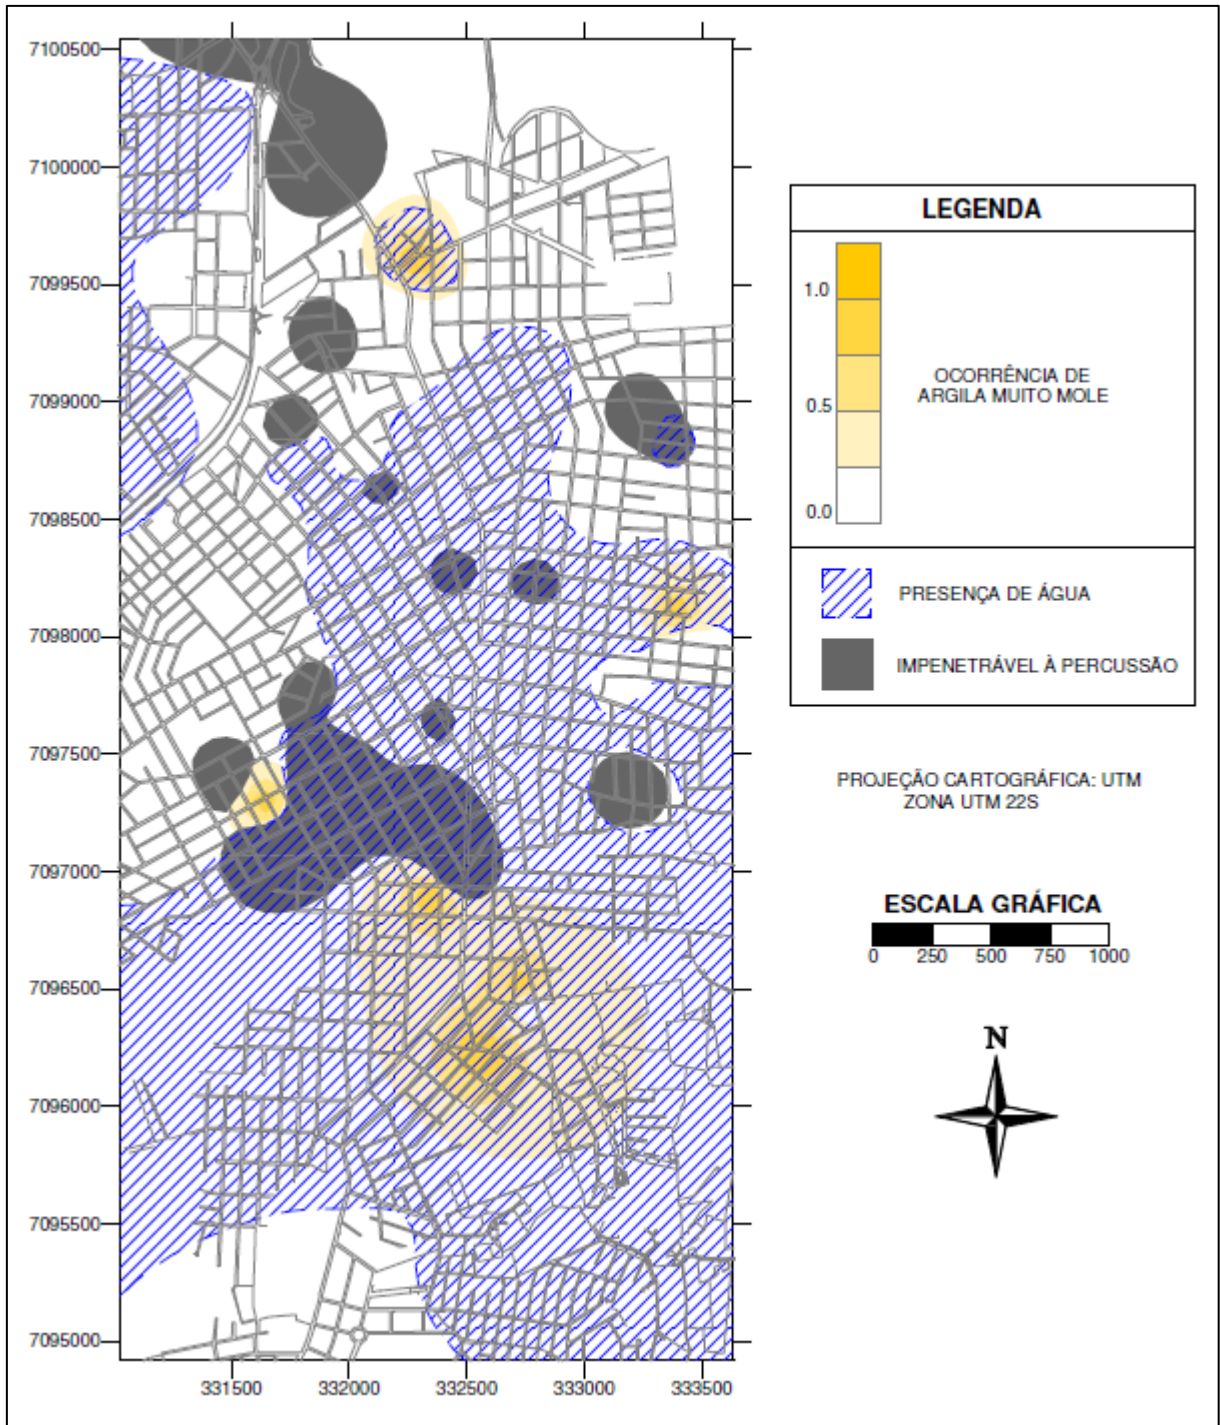 7100500
7100000
7099500
7099000
7098500
7098000
7097500
7097000
7096500
7096000
7095500
7095000
331500
332000
332500
333000
333500
LEGENDA
1.0
0.5
0.0
OCORRÊNCIA DE
ARGILA MUITO MOLE
PRESENÇA DE ÁGUA
IMPENETRÁVEL À PERCUSSÃO
PROJEÇÃO CARTOGRÁFICA: UTM
ZONA UTM 22S
ESCALA GRÁFICA
0 250 500 750 1000
N